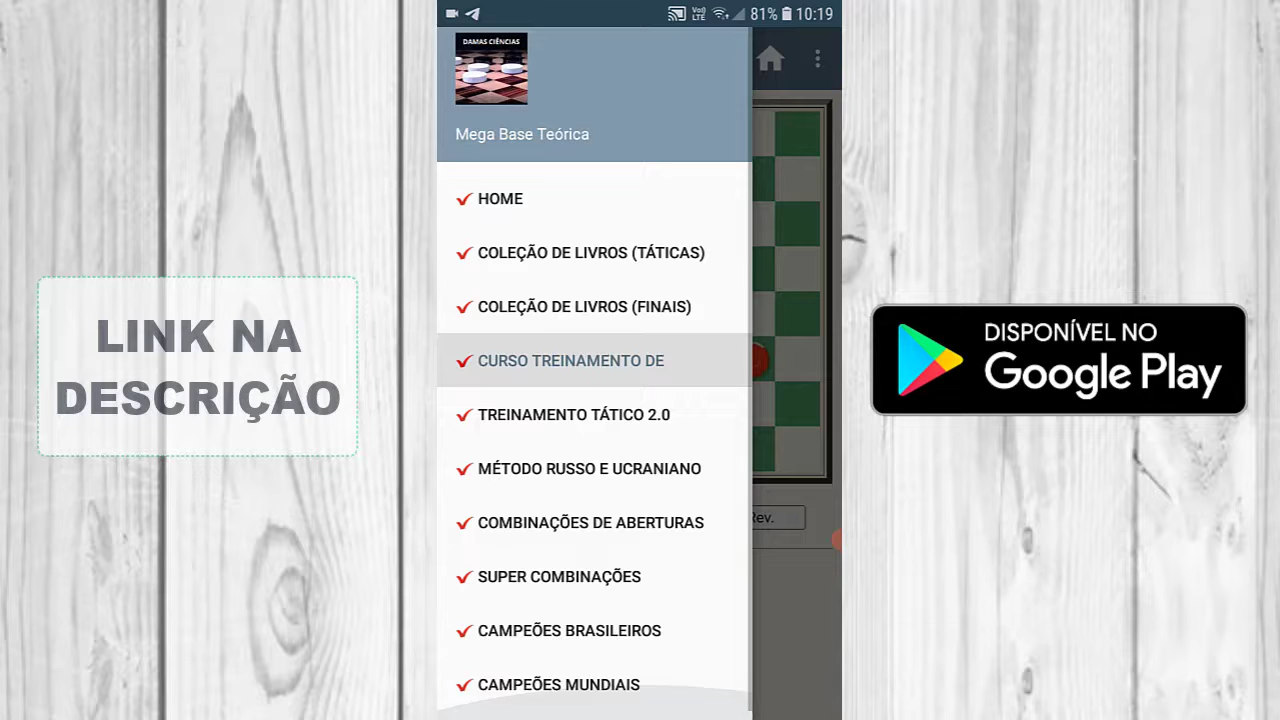 Vo)
LTE
81%
10:19
DAMAS CIÊNCIAS
Mega Base Teórica
HOME
COLEÇÃO DE LIVROS (TÁTICAS)
COLEÇÃO DE LIVROS (FINAIS)
CURSO TREINAMENTO DE
TREINAMENTO TÁTICO 2.0
MÉTODO RUSSO E UCRANIANO
COMBINAÇÕES DE ABERTURAS
SUPER COMBINAÇÕES
CAMPEÕES BRASILEIROS
CAMPEÕES MUNDIAIS
Rev.
LINK NA
DESCRIÇÃO
DISPONÍVEL NO
Google Play